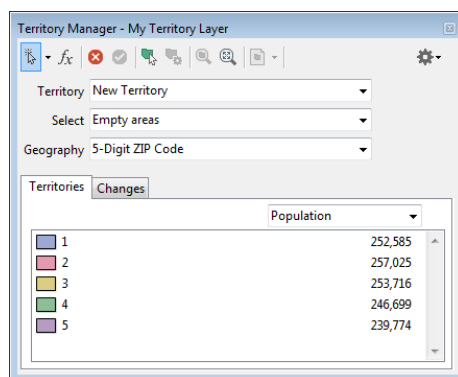 Territory Manager - My Territory Layer
fx
Territory New Territory
Select Empty areas
Geography 5-Digit ZIP Code
Territories Changes
Population
1 252,585
2 257,025
3 253,716
4 246,699
5 239,774